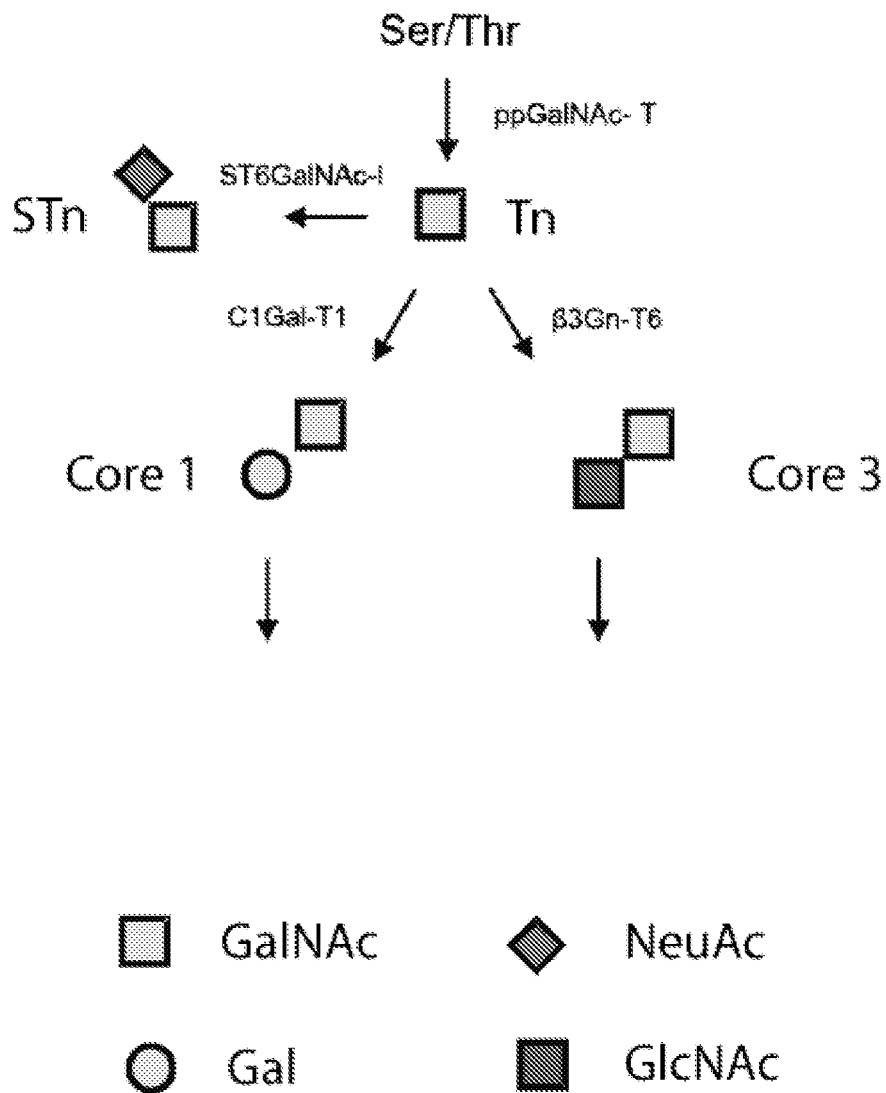 Ser/Thr
ppGalNAc- T
ST6GalNAc-I
STn
Tn
C1Gal-T1
β3Gn-T6
Core 1
Core 3
GalNAc
NeuAc
Gal
GlcNAc